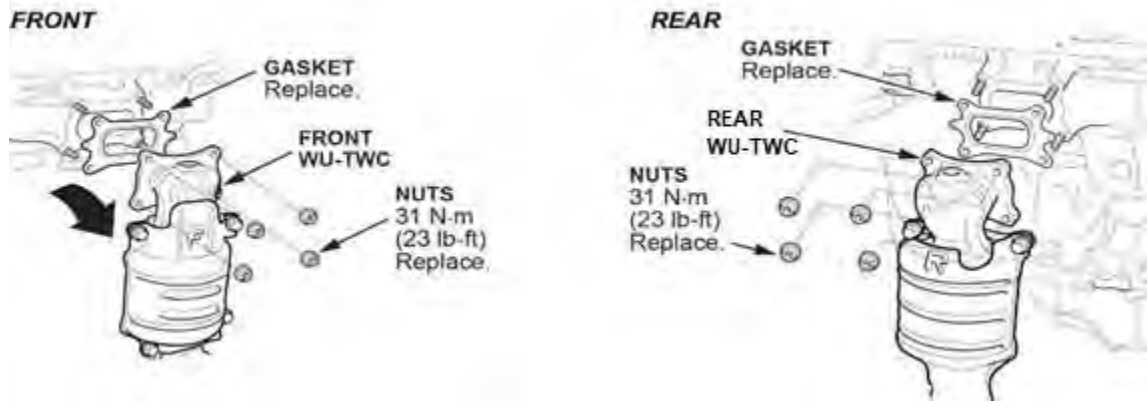 FRONT
GASKET
Replace.
FRONT
WU-TWC
NUTS
31 N·m
(23 lb-ft)
Replace.
F
REAR
GASKET
Replace.
REAR
WU-TWC
NUTS
31 N·m
(23 lb-ft)
Replace.
R